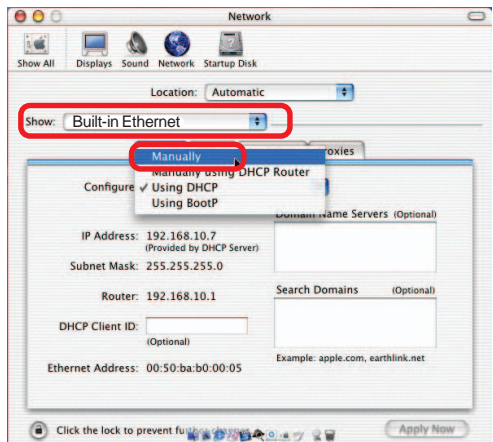 Network
Show All Displays Sound Network Startup Disk
Location: Automatic
Show: Built-in Ethernet
Manually
Manually using DHCP Router
Using DHCP
Using BootP
Configure
IP Address: 192.168.10.7
(Provided by DHCP Server)
Subnet Mask: 255.255.255.0
Router: 192.168.10.1
DHCP Client ID:
(Optional)
Ethernet Address: 00:50:ba:b0:00:05
Domain Name Servers (Optional)
Search Domains (Optional)
Example: apple.com, earthlink.net
Click the lock to prevent further
Apply Now